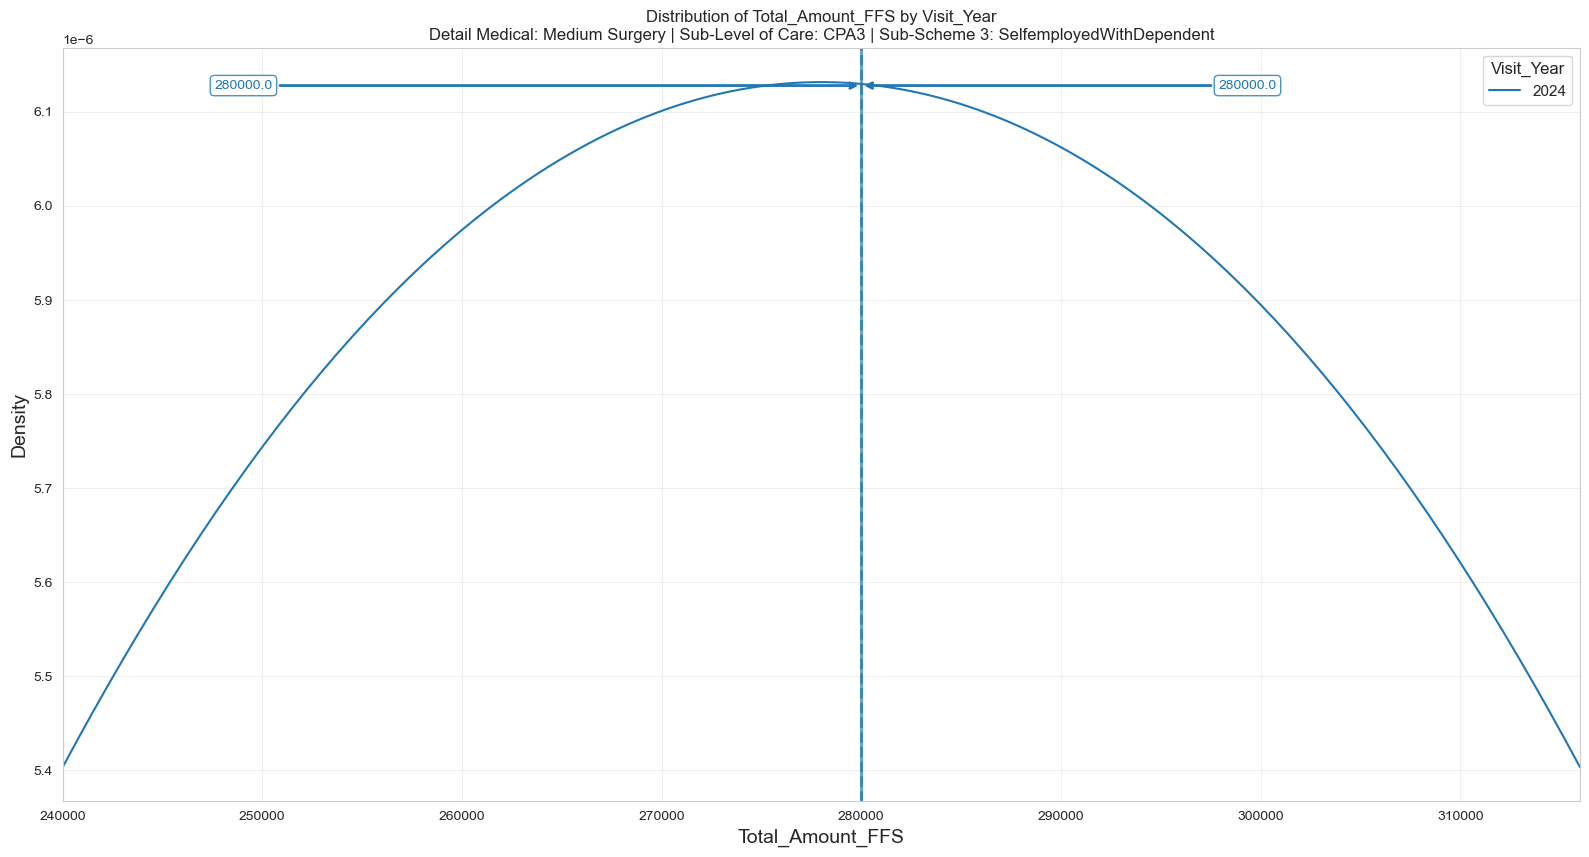 Distribution of Total_Amount_FFS by Visit_Year
Detail Medical: Medium Surgery | Sub-Level of Care: CPA3 | Sub-Scheme 3: SelfemployedWithDependent
1e−6
280000.0
280000.0
Visit_Year
2024
6.1
6.0
5.9
5.8
5.7
5.6
5.5
5.4
Density
240000 250000 260000 270000 280000 290000 300000 310000
Total_Amount_FFS